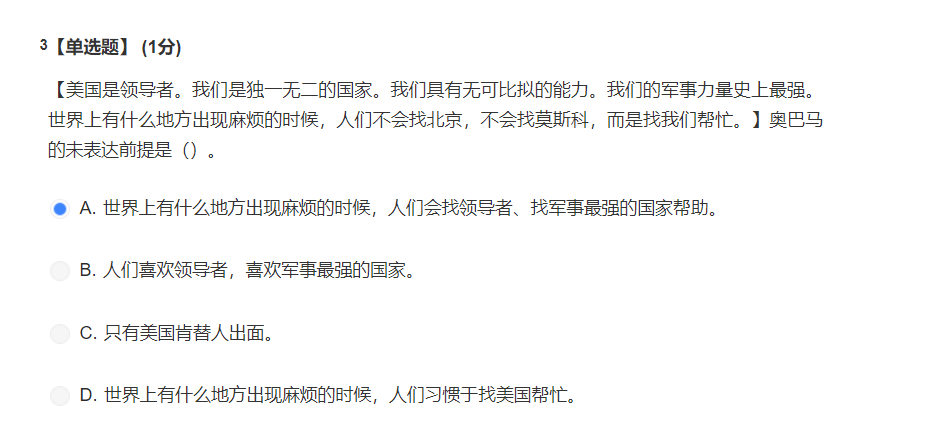 3【单选题】 (1分)
【美国是领导者。我们是独一无二的国家。我们具有无可比拟的能力。我们的军事力量史上最强。
世界上有什么地方出现麻烦的时候，人们不会找北京，不会找莫斯科，而是找我们帮忙。】奥巴马
的未表达前提是（）。
A. 世界上有什么地方出现麻烦的时候，人们会找领导者、找军事最强的国家帮助。
B. 人们喜欢领导者，喜欢军事最强的国家。
C. 只有美国肯替人出面。
D. 世界上有什么地方出现麻烦的时候，人们习惯于找美国帮忙。